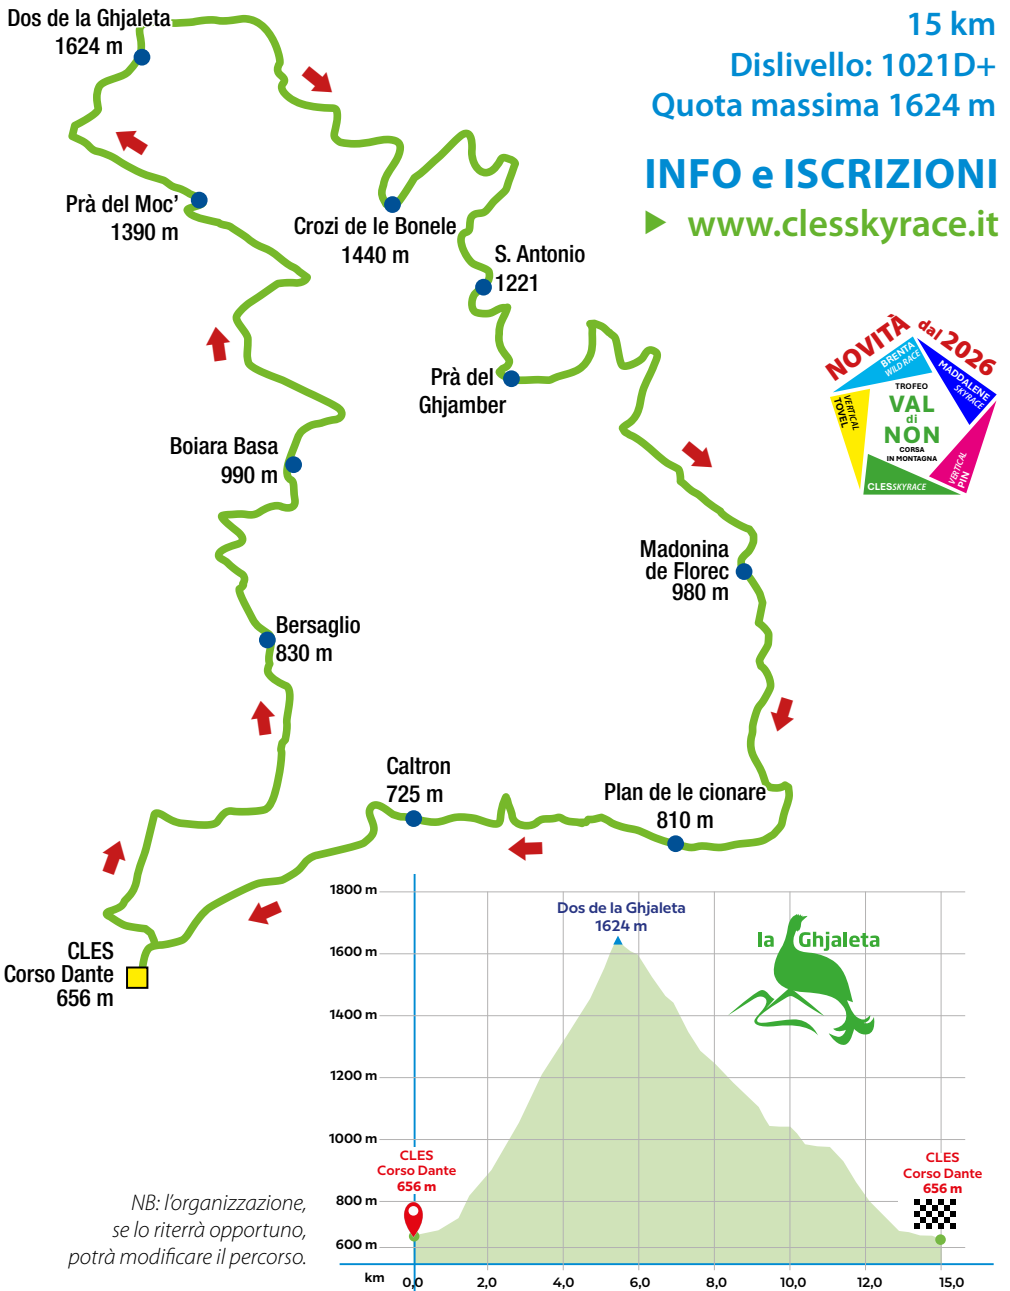 Dos de la Ghjaleta
1624 m
15 km
Dislivello: 1021D+
Quota massima 1624 m
INFO e ISCRIZIONI
www.clesskyrace.it
Prà del Moc’
1390 m
Crozi de le Bonele
1440 m
S. Antonio
1221
Prà del
Ghjamber
NOVITÀ dal 2026
BRENTA
WILD RACE
MADDALENE
SKYRACE
VERTICAL
TOVEL
TROFEO
VAL
di
NON
CORSA
IN MONTAGNA
VERTICAL
PIN
CLESSKYRACE
Boiara Basa
990 m
Madonina
de Florec
980 m
Bersaglio
830 m
Caltron
725 m
Plan de le cionare
810 m
CLES
Corso Dante
656 m
1800 m
1600 m
1400 m
1200 m
1000 m
800 m
600 m
Dos de la Ghjaleta
1624 m
la Ghjaleta
CLES
Corso Dante
656 m
CLES
Corso Dante
656 m
km 0,0 2,0 4,0 6,0 8,0 10,0 12,0 15,0
NB: l’organizzazione,
se lo riterrà opportuno,
potrà modificare il percorso.